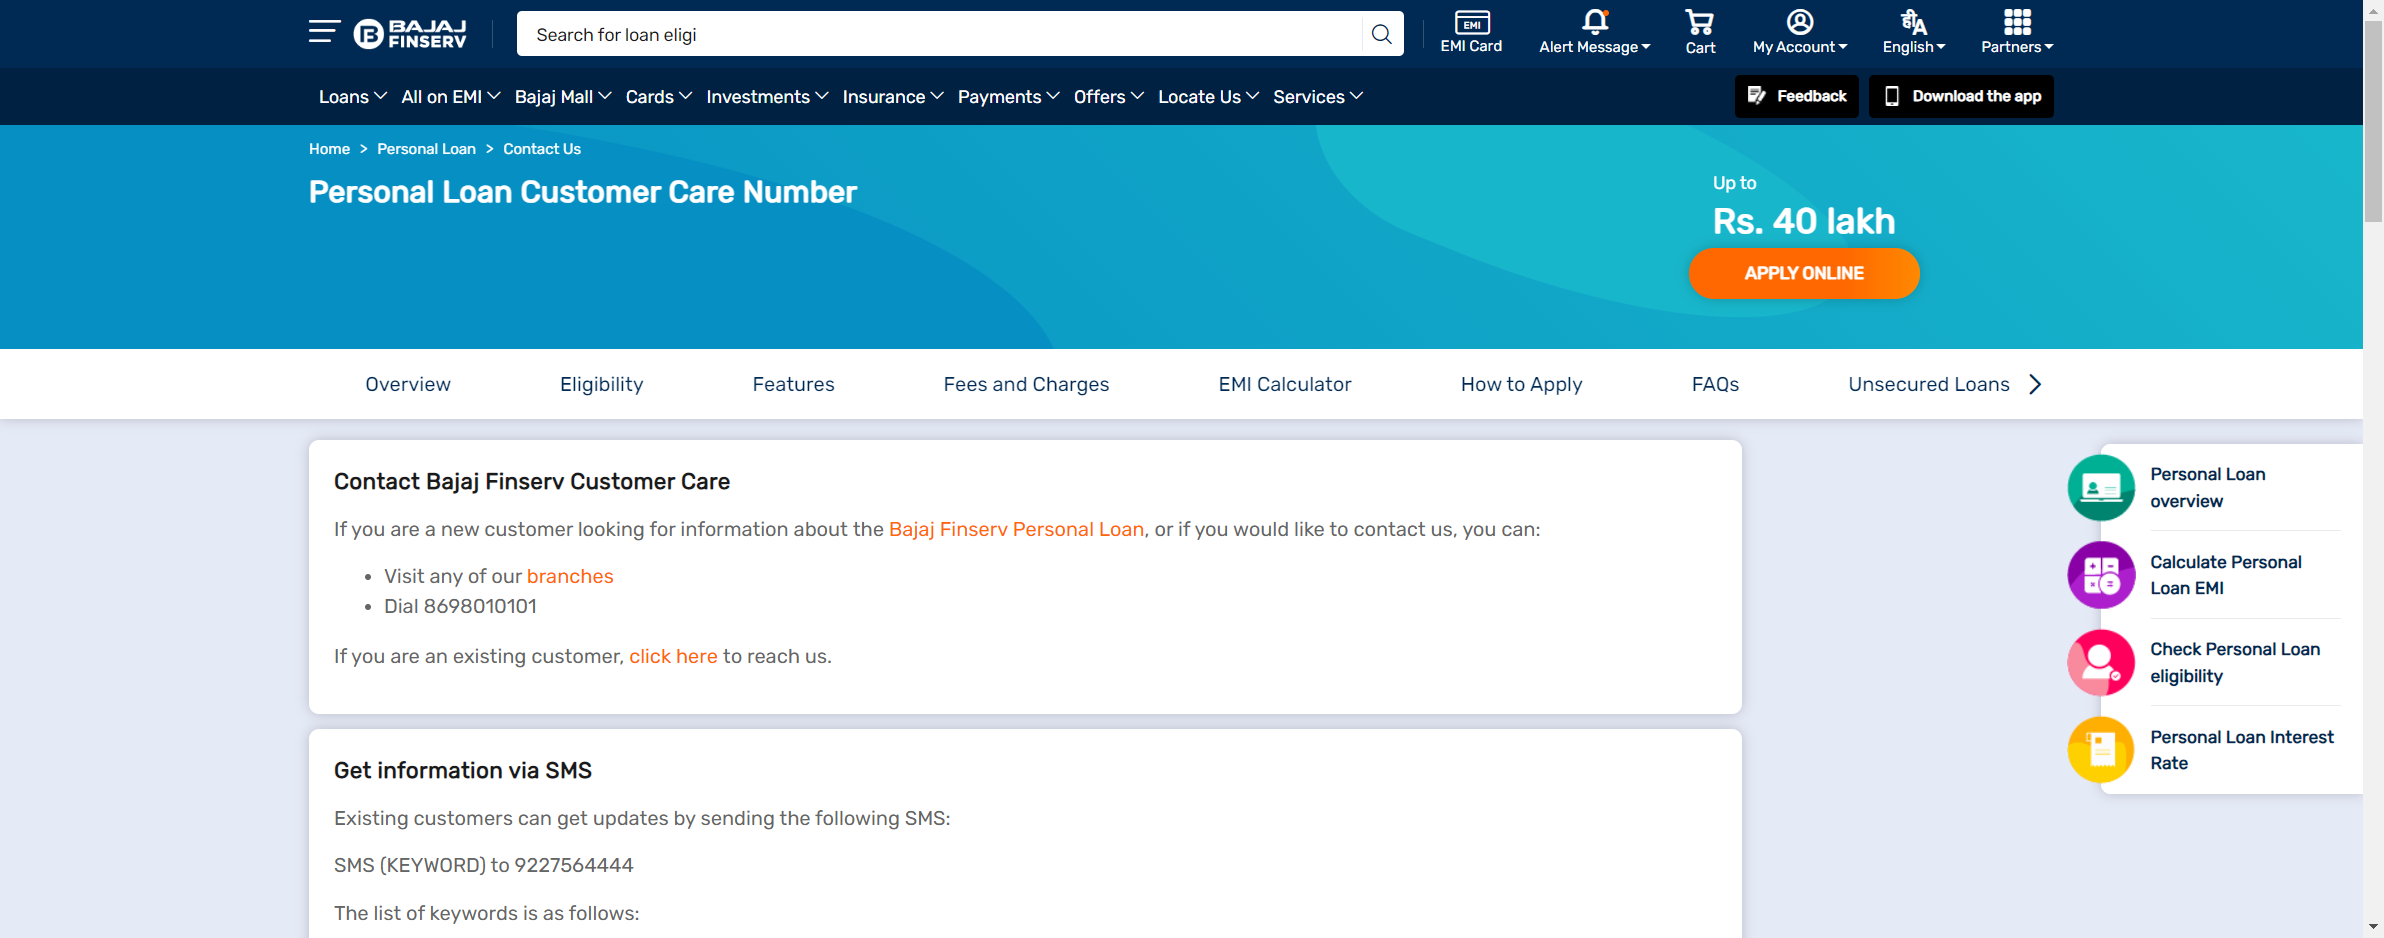 BAJAJ
FINSERV
Search for loan eligi
EMI
EMI Card
Alert Message
Cart
My Account
ही A
English
Partners
Loans
All on EMI
Bajaj Mall
Cards
Investments
Insurance
Payments
Offers
Locate Us
Services
Feedback
Download the app
Home > Personal Loan > Contact Us
Personal Loan Customer Care Number
Up to
Rs. 40 lakh
APPLY ONLINE
Overview
Eligibility
Features
Fees and Charges
EMI Calculator
How to Apply
FAQs
Unsecured Loans
Contact Bajaj Finserv Customer Care
If you are a new customer looking for information about the Bajaj Finserv Personal Loan, or if you would like to contact us, you can:
• Visit any of our branches
• Dial 8698010101
If you are an existing customer, click here to reach us.
Get information via SMS
Existing customers can get updates by sending the following SMS:
SMS (KEYWORD) to 9227564444
The list of keywords is as follows:
Personal Loan
overview
Calculate Personal
Loan EMI
Check Personal Loan
eligibility
Personal Loan Interest
Rate